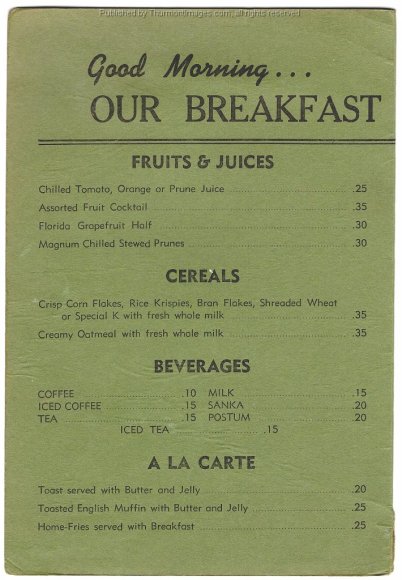 Published by ThurmontImages.com, all rights reserved
Good Morning...
OUR BREAKFAST
FRUITS & JUICES
Chilled Tomato, Orange or Prune Juice .25
Assorted Fruit Cocktail .35
Florida Grapefruit Half .30
Magnum Chilled Stewed Prunes .30
CEREALS
Crisp Corn Flakes, Rice Krispies, Bran Flakes, Shreaded Wheat
or Special K with fresh whole milk .35
Creamy Oatmeal with fresh whole milk .35
BEVERAGES
COFFEE .10 MILK .15
ICED COFFEE .15 SANKA .20
TEA .15 POSTUM .20
ICED TEA .15
A LA CARTE
Toast served with Butter and Jelly .20
Toasted English Muffin with Butter and Jelly .25
Home-Fries served with Breakfast .25